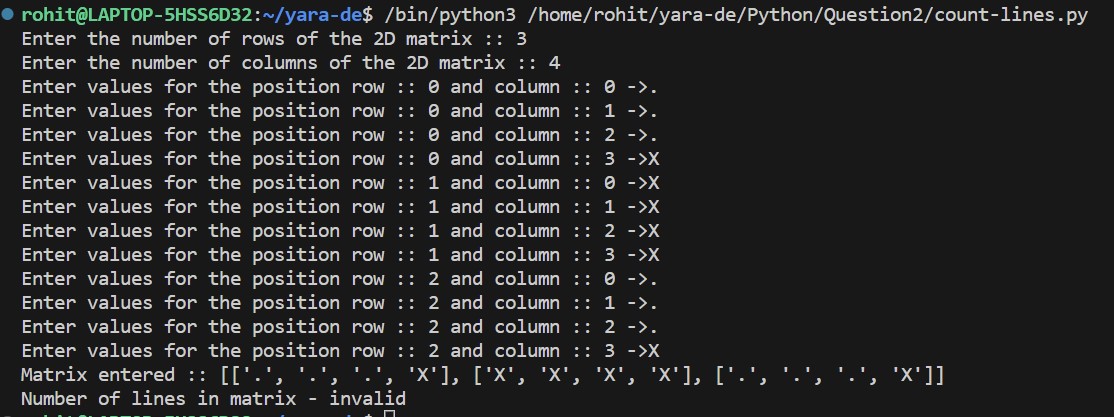 rohit@LAPTOP-5HSS6D32:~/yara-de$ /bin/python3 /home/rohit/yara-de/Python/Question2/count-lines.py
Enter the number of rows of the 2D matrix :: 3
Enter the number of columns of the 2D matrix :: 4
Enter values for the position row :: 0 and column :: 0 ->.
Enter values for the position row :: 0 and column :: 1 ->.
Enter values for the position row :: 0 and column :: 2 ->.
Enter values for the position row :: 0 and column :: 3 ->X
Enter values for the position row :: 1 and column :: 0 ->X
Enter values for the position row :: 1 and column :: 1 ->X
Enter values for the position row :: 1 and column :: 2 ->X
Enter values for the position row :: 1 and column :: 3 ->X
Enter values for the position row :: 2 and column :: 0 ->.
Enter values for the position row :: 2 and column :: 1 ->.
Enter values for the position row :: 2 and column :: 2 ->.
Enter values for the position row :: 2 and column :: 3 ->X
Matrix entered :: [['.', '.', '.', 'X'], ['X', 'X', 'X', 'X'], ['.', '.', '.', 'X']]
Number of lines in matrix - invalid